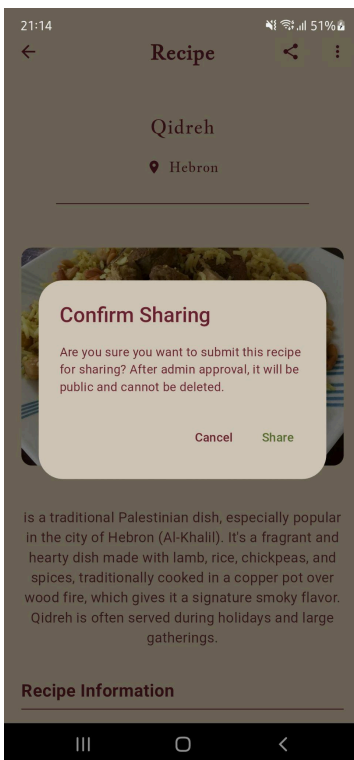 21:14
51%
Recipe
Qidreh
Hebron
Confirm Sharing
Are you sure you want to submit this recipe
for sharing? After admin approval, it will be
public and cannot be deleted.
Cancel Share
is a traditional Palestinian dish, especially popular
in the city of Hebron (Al-Khalil). It's a fragrant and
hearty dish made with lamb, rice, chickpeas, and
spices, traditionally cooked in a copper pot over
wood fire, which gives it a signature smoky flavor.
Qidreh is often served during holidays and large
gatherings.
Recipe Information